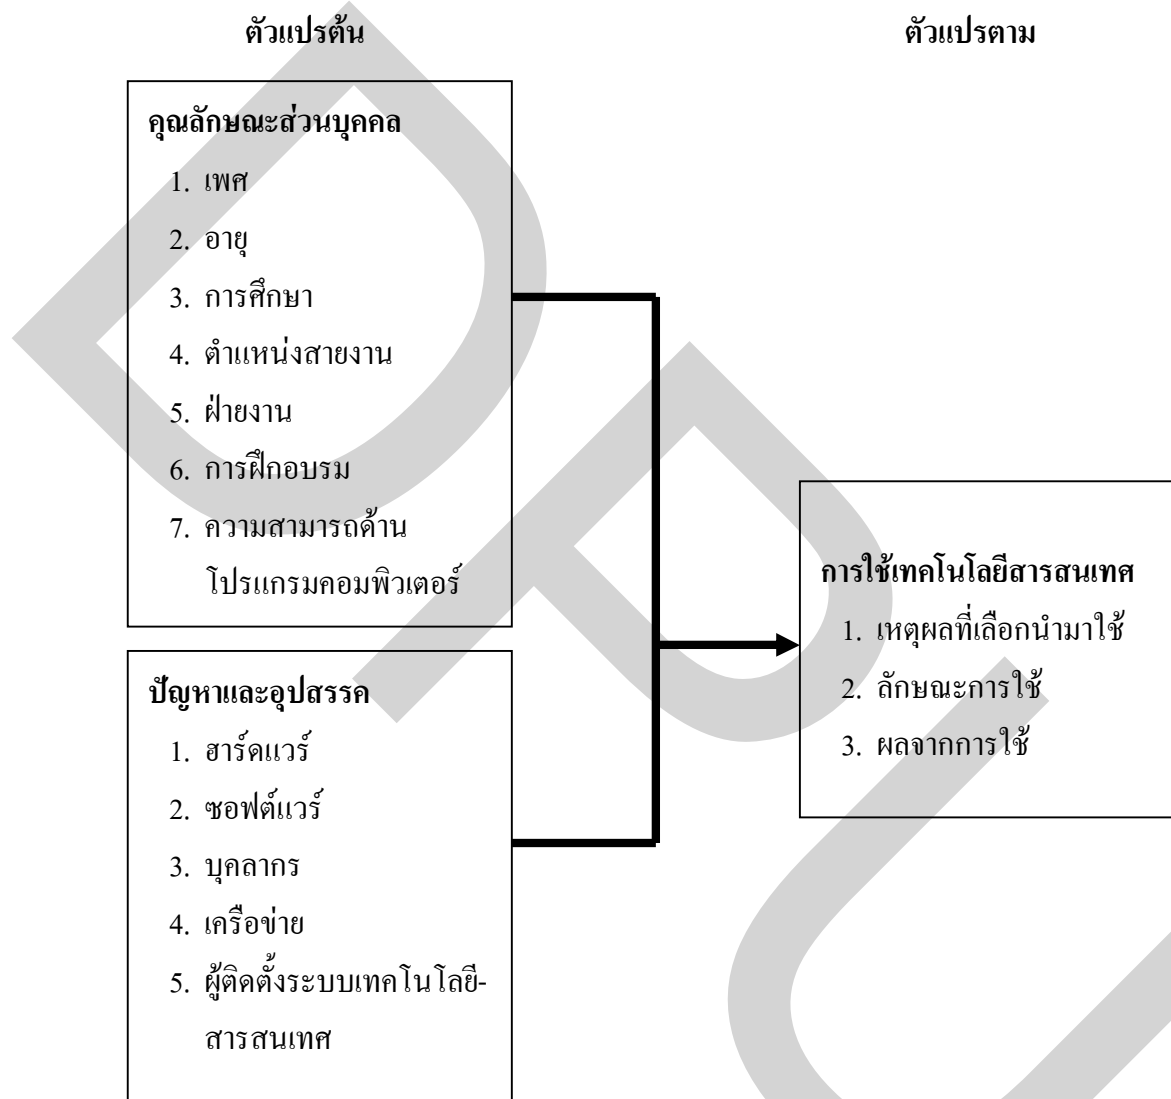 ตัวแปรต้น
ตัวแปรตาม
คุณลักษณะส่วนบุคคล
1. เพศ
2. อายุ
3. การศึกษา
4. ตำแหน่งสายงาน
5. ฝ่ายงาน
6. การฝึกอบรม
7. ความสามารถด้าน
โปรแกรมคอมพิวเตอร์
ปัญหาและอุปสรรค
1. ฮาร์ดแวร์
2. ซอฟต์แวร์
3. บุคลากร
4. เครือข่าย
5. ผู้ติดตั้งระบบเทคโนโลยี-
สารสนเทศ
การใช้เทคโนโลยีสารสนเทศ
1. เหตุผลที่เลือกนำมาใช้
2. ลักษณะการใช้
3. ผลจากการใช้
DPU